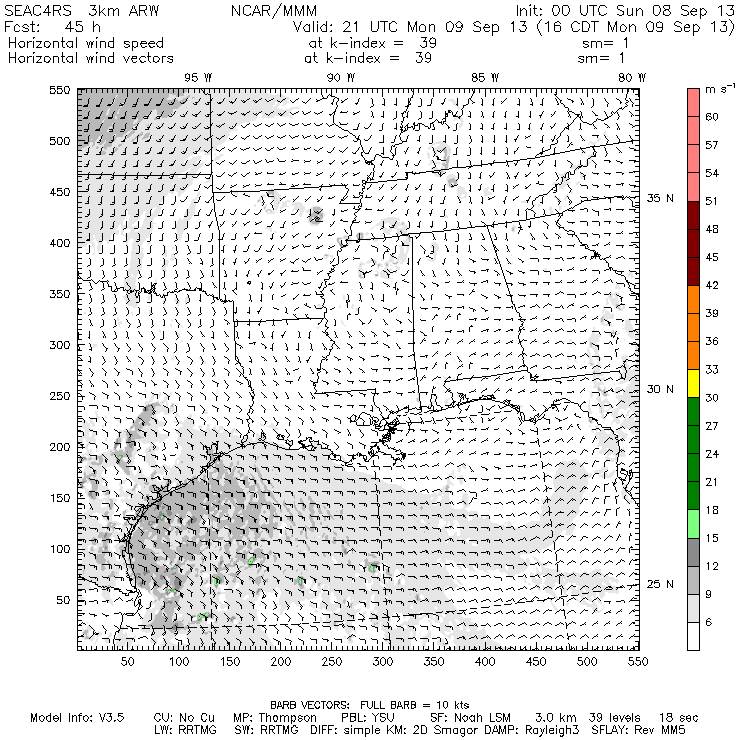 SEAC4RS 3km ARW NCAR/MMM Init: 00 UTC Sun 08 Sep 13
Fcst: 45 h Valid: 21 UTC Mon 09 Sep 13 (16 CDT Mon 09 Sep 13)
Horizontal wind speed at k-index = 39 sm= 1
Horizontal wind vectors at k-index = 39 sm= 1
95 W 90 W 85 W 80 W
550
500
450
400
350
300
250
200
150
100
50
50 100 150 200 250 300 350 400 450 500 550
35 N
30 N
25 N
m s⁻¹
60
57
54
51
48
45
42
39
36
33
30
27
24
21
18
15
12
9
6
BARB VECTORS: FULL BARB = 10 kts
Model Info: V3.5 CU: No Cu MP: Thompson PBL: YSU SF: Noah LSM 3.0 km 39 levels 18 sec
LW: RRTMG SW: RRTMG DIFF: simple KM: 2D Smagor DAMP: Rayleigh3 SFLAY: Rev MM5